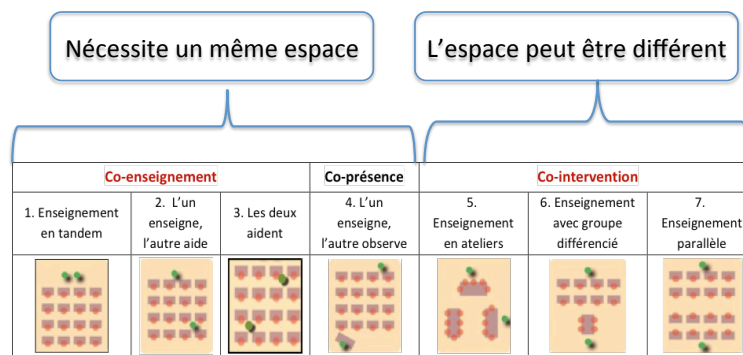 Nécessite un même espace
L'espace peut être différent
Co-enseignement
Co-présence
Co-intervention
1. Enseignement
en tandem
2. L'un
enseigne,
l'autre aide
3. Les deux
aident
4. L'un
enseigne,
l'autre observe
5.
Enseignement
en ateliers
6. Enseignement
avec groupe
différencié
7.
Enseignement
parallèle